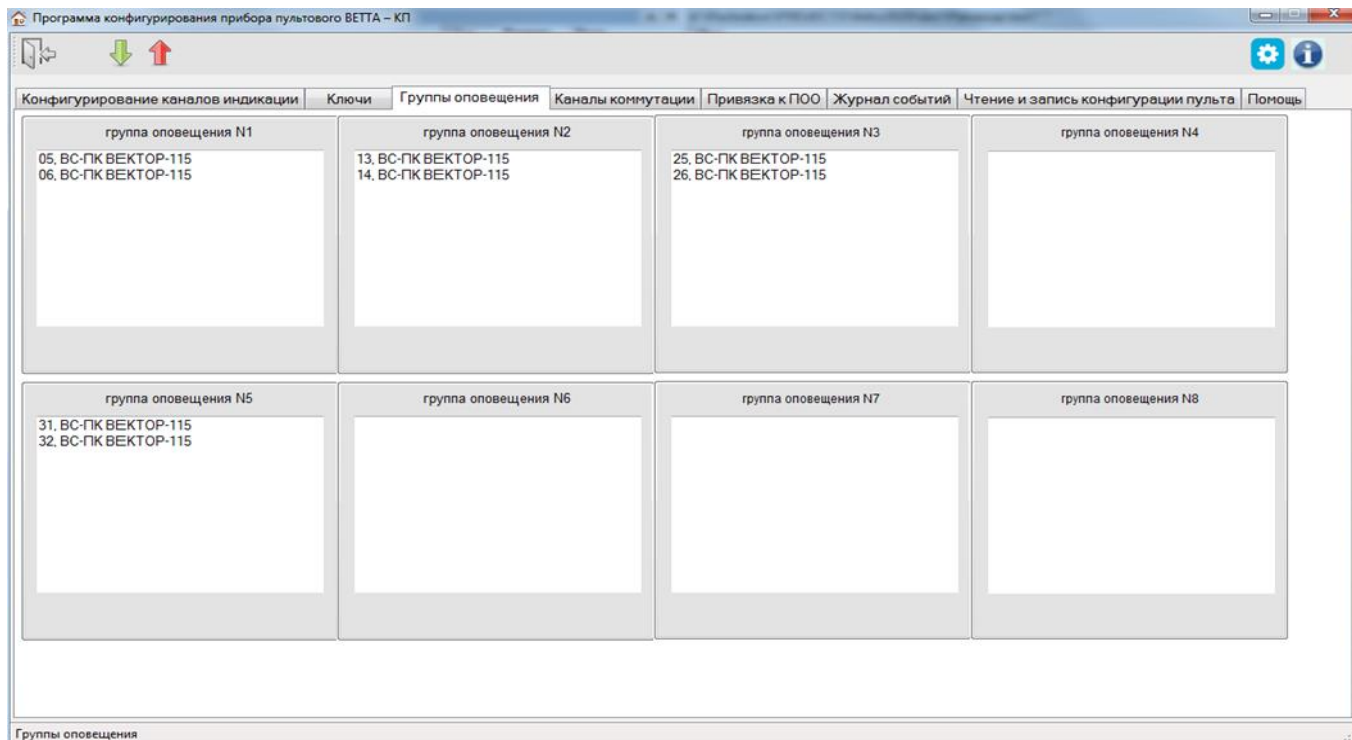 Программа конфигурирования прибора пультового ВЕТТА – КП
Конфигурирование каналов индикации Ключи Группы оповещения Каналы коммутации Привязка к ПОО Журнал событий Чтение и запись конфигурации пульта Помощь
группа оповещения N1
05, ВС-ПК ВЕКТОР-115
06, ВС-ПК ВЕКТОР-115
группа оповещения N2
13, ВС-ПК ВЕКТОР-115
14, ВС-ПК ВЕКТОР-115
группа оповещения N3
25, ВС-ПК ВЕКТОР-115
26, ВС-ПК ВЕКТОР-115
группа оповещения N4
группа оповещения N5
31, ВС-ПК ВЕКТОР-115
32, ВС-ПК ВЕКТОР-115
группа оповещения N6
группа оповещения N7
группа оповещения N8
Группы оповещения